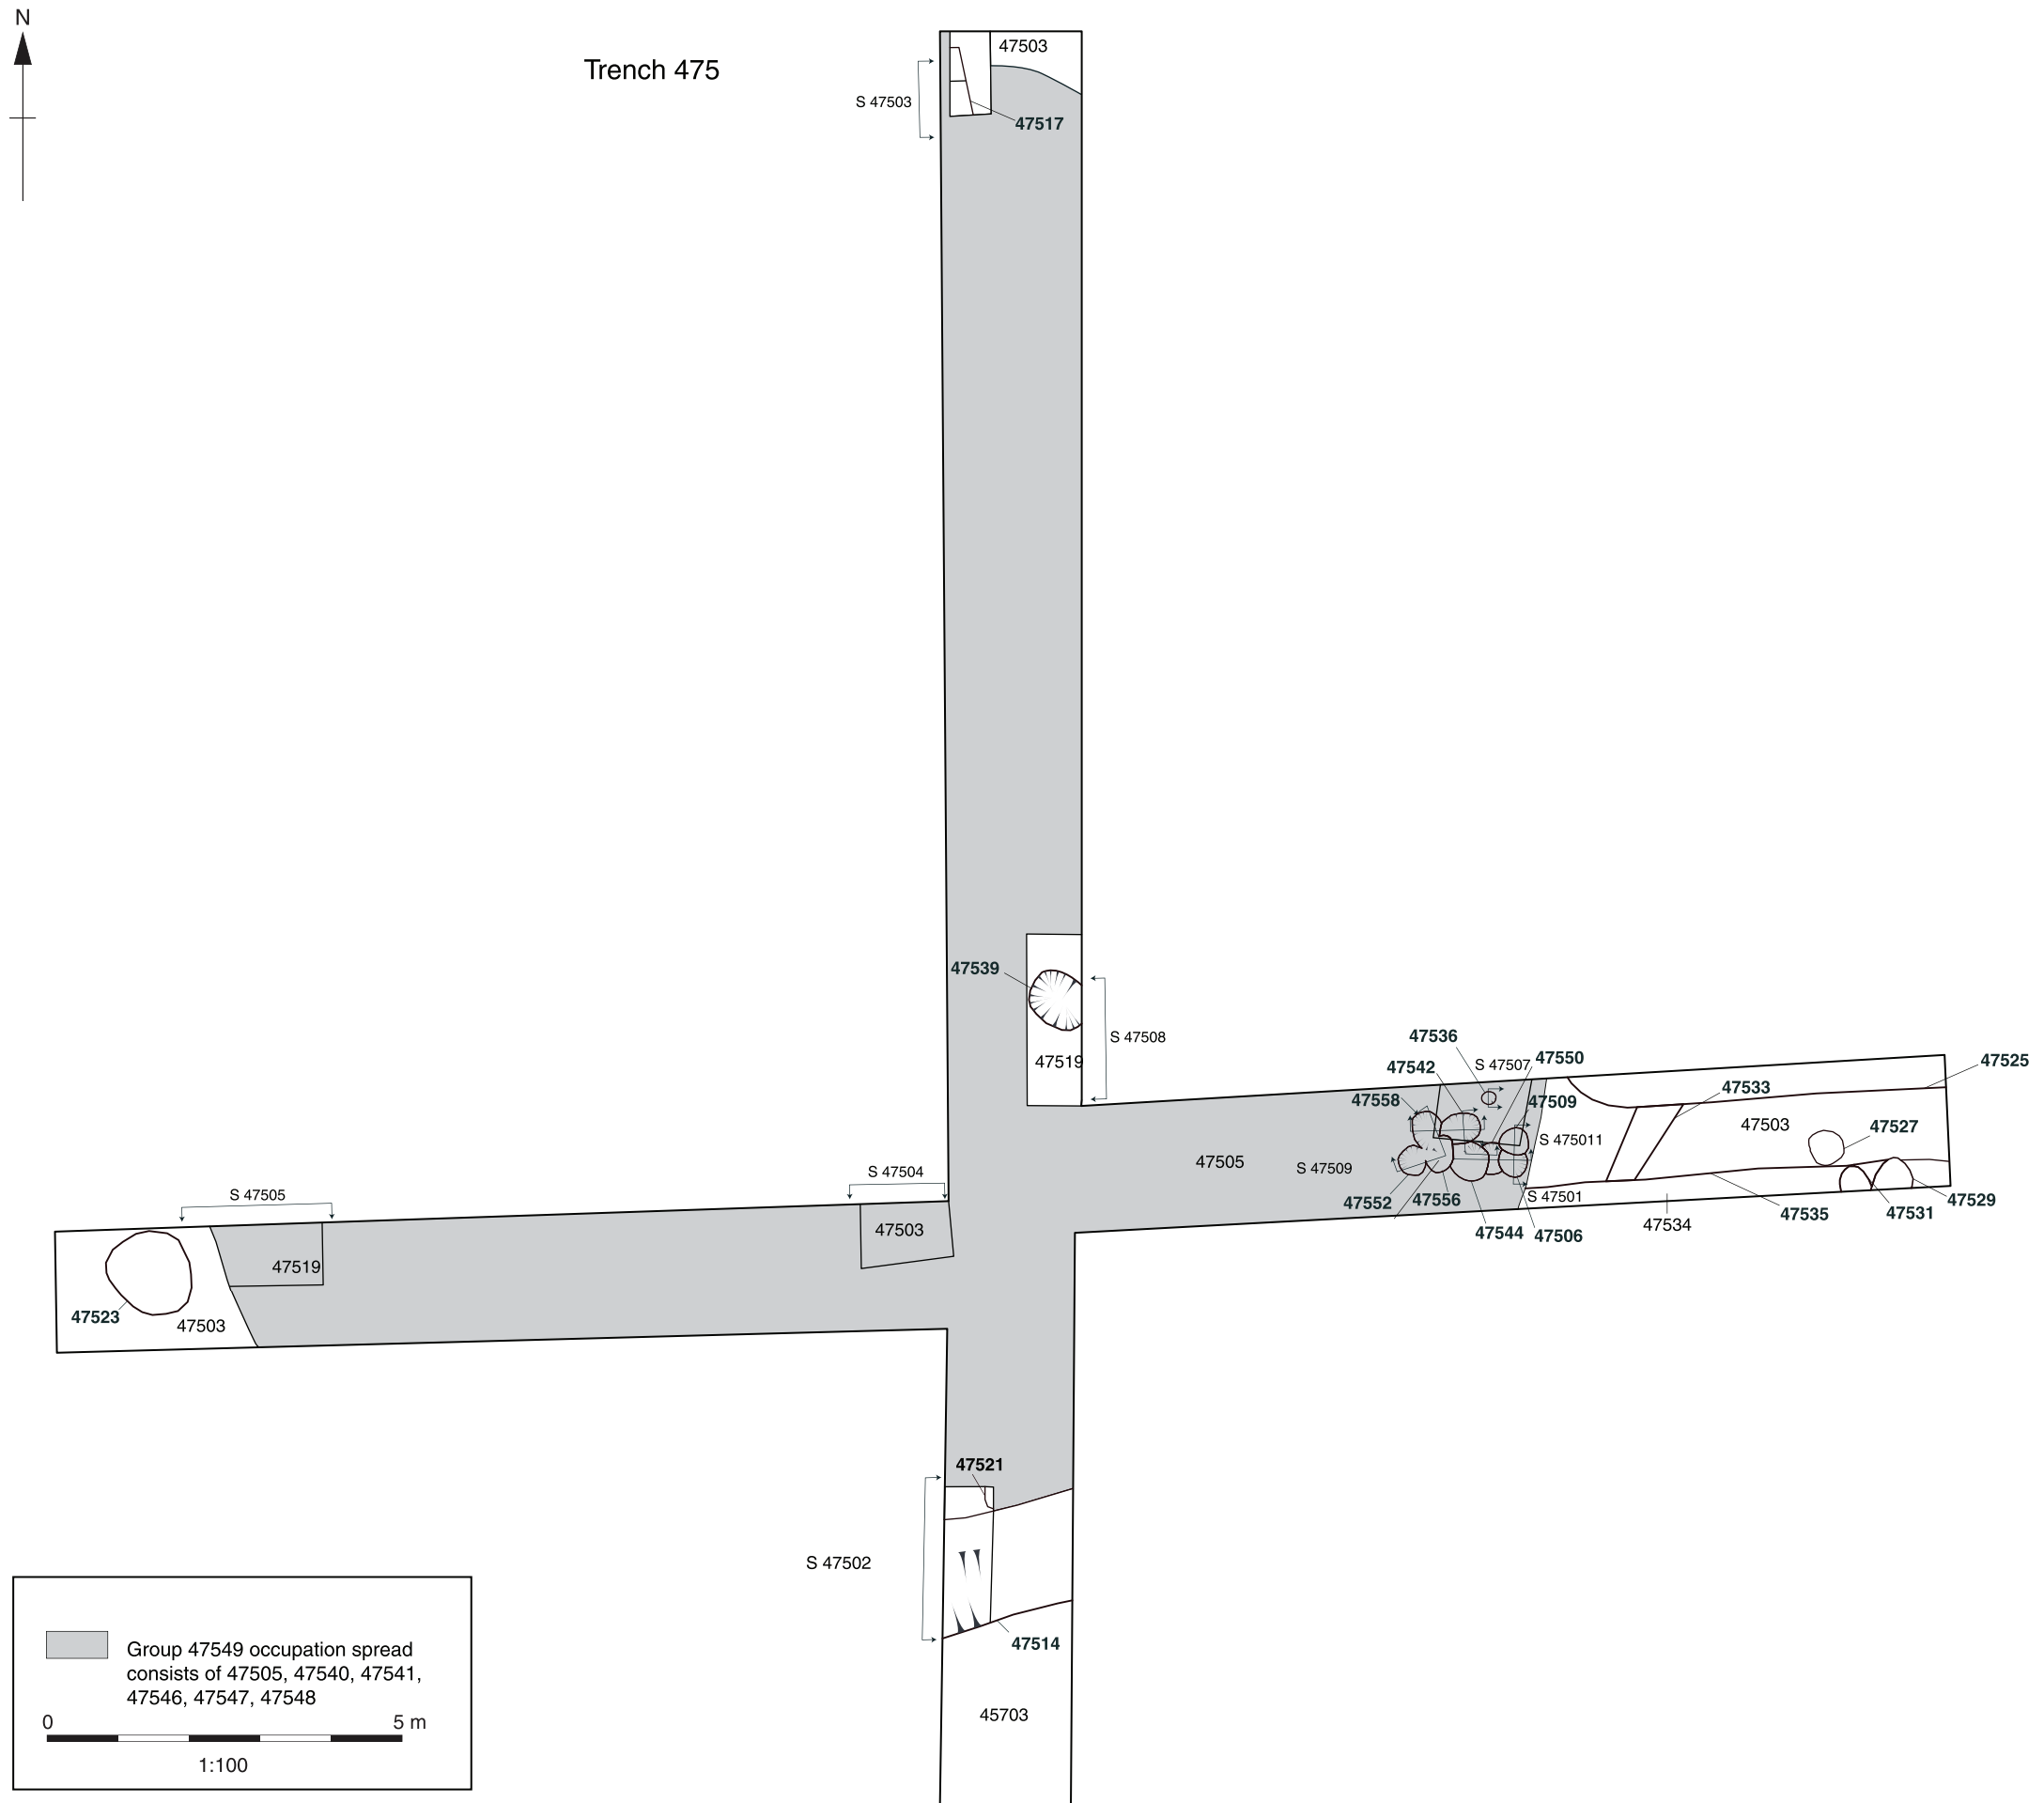 N
Trench 475
47503
S 47503
47517
47539
S 47508
47519
47536
S 47507
47550
47542
47525
47558
47533
47509
47503
S 475011
47527
47505
S 47509
S 47504
S 47505
47552
47556
S 47501
47529
47535
47531
47534
47544
47506
47503
47519
47523
47503
47521
S 47502
47514
45703
Group 47549 occupation spread
consists of 47505, 47540, 47541,
47546, 47547, 47548
0
5 m
1:100